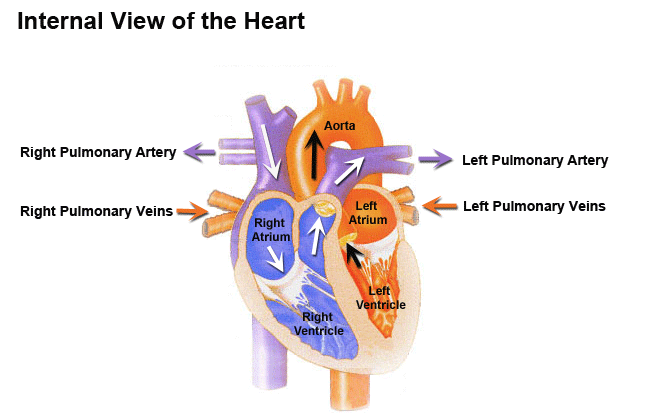 Internal View of the Heart
Aorta
Right Pulmonary Artery
Left Pulmonary Artery
Right Pulmonary Veins
Left
Atrium
Left Pulmonary Veins
Right
Atrium
Left
Ventricle
Right
Ventricle